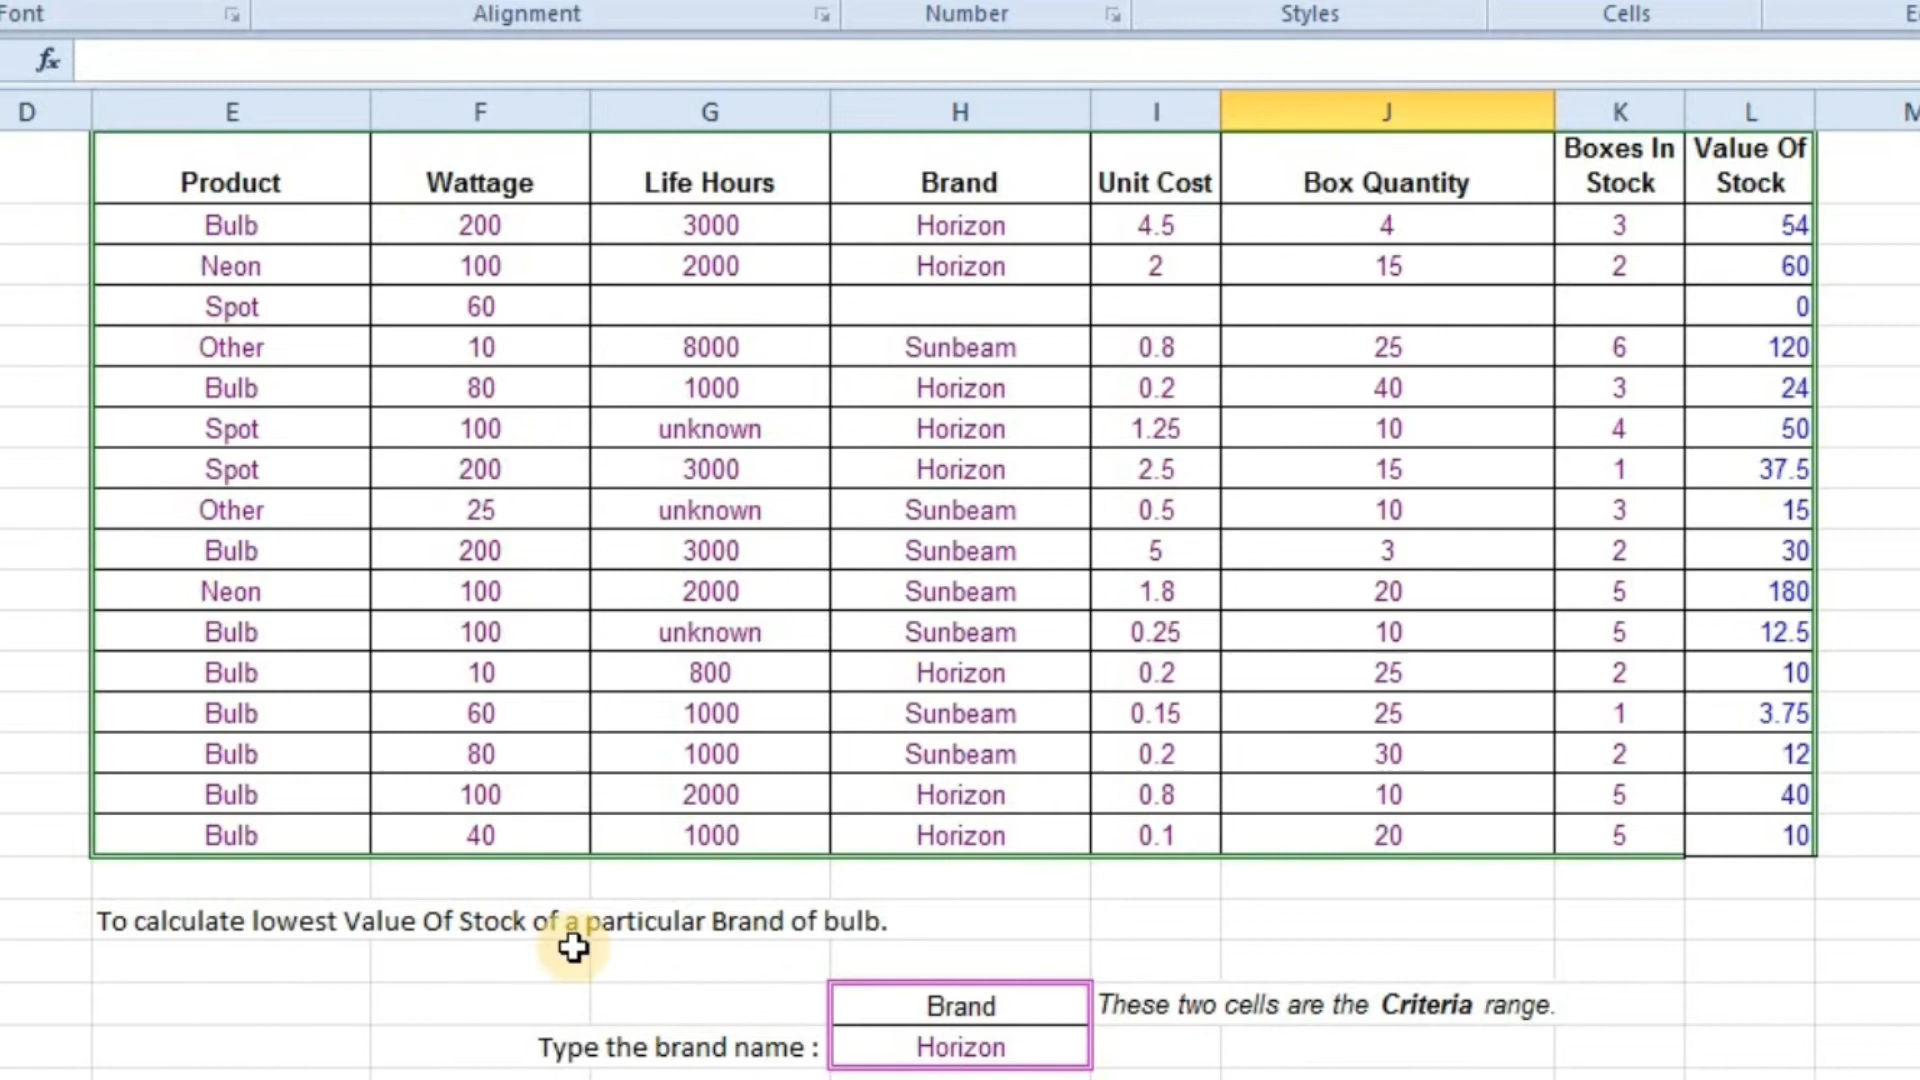 Font Alignment Number Styles Cells
fx
D E F G H I J K L M
Product Wattage Life Hours Brand Unit Cost Box Quantity Boxes In Stock Value Of Stock
Bulb 200 3000 Horizon 4.5 4 3 54
Neon 100 2000 Horizon 2 15 2 60
Spot 60 0
Other 10 8000 Sunbeam 0.8 25 6 120
Bulb 80 1000 Horizon 0.2 40 3 24
Spot 100 unknown Horizon 1.25 10 4 50
Spot 200 3000 Horizon 2.5 15 1 37.5
Other 25 unknown Sunbeam 0.5 10 3 15
Bulb 200 3000 Sunbeam 5 3 2 30
Neon 100 2000 Sunbeam 1.8 20 5 180
Bulb 100 unknown Sunbeam 0.25 10 5 12.5
Bulb 10 800 Horizon 0.2 25 2 10
Bulb 60 1000 Sunbeam 0.15 25 1 3.75
Bulb 80 1000 Sunbeam 0.2 30 2 12
Bulb 100 2000 Horizon 0.8 10 5 40
Bulb 40 1000 Horizon 0.1 20 5 10
To calculate lowest Value Of Stock of a particular Brand of bulb.
Brand These two cells are the Criteria range.
Type the brand name : Horizon